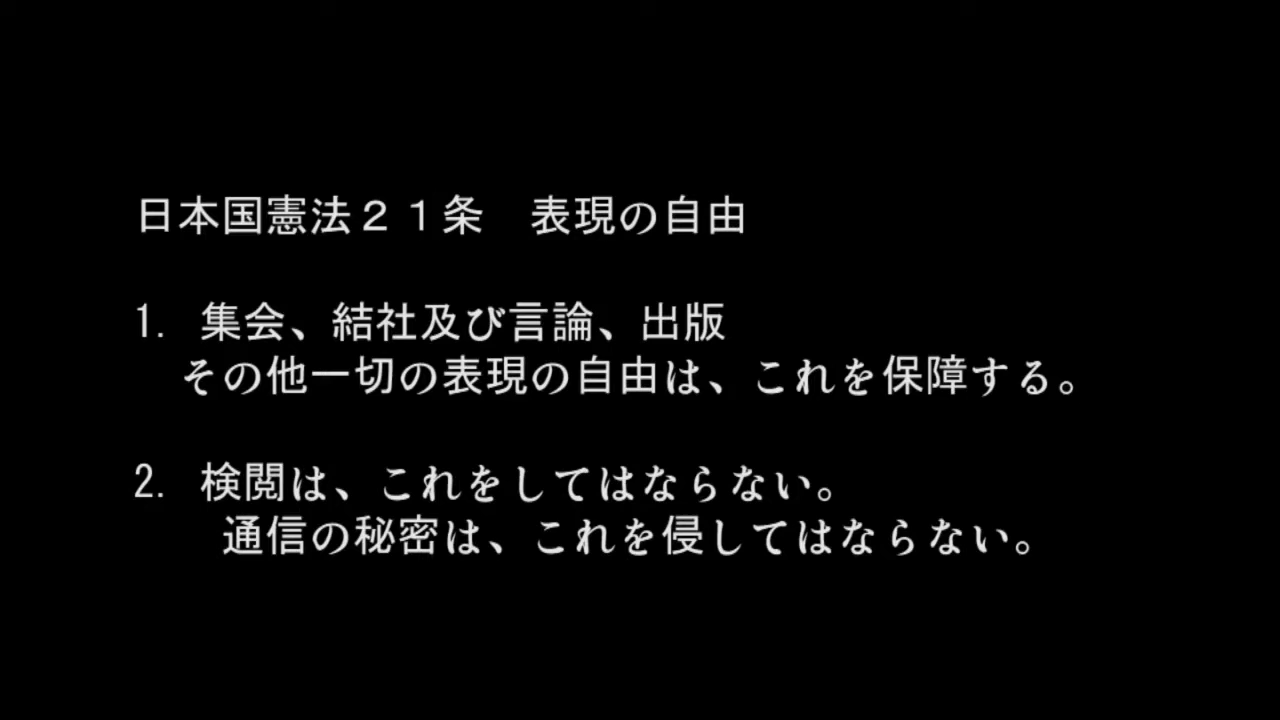 日本国憲法２１条　表現の自由
1. 集会、結社及び言論、出版
その他一切の表現の自由は、これを保障する。
2. 検閲は、これをしてはならない。
通信の秘密は、これを侵してはならない。